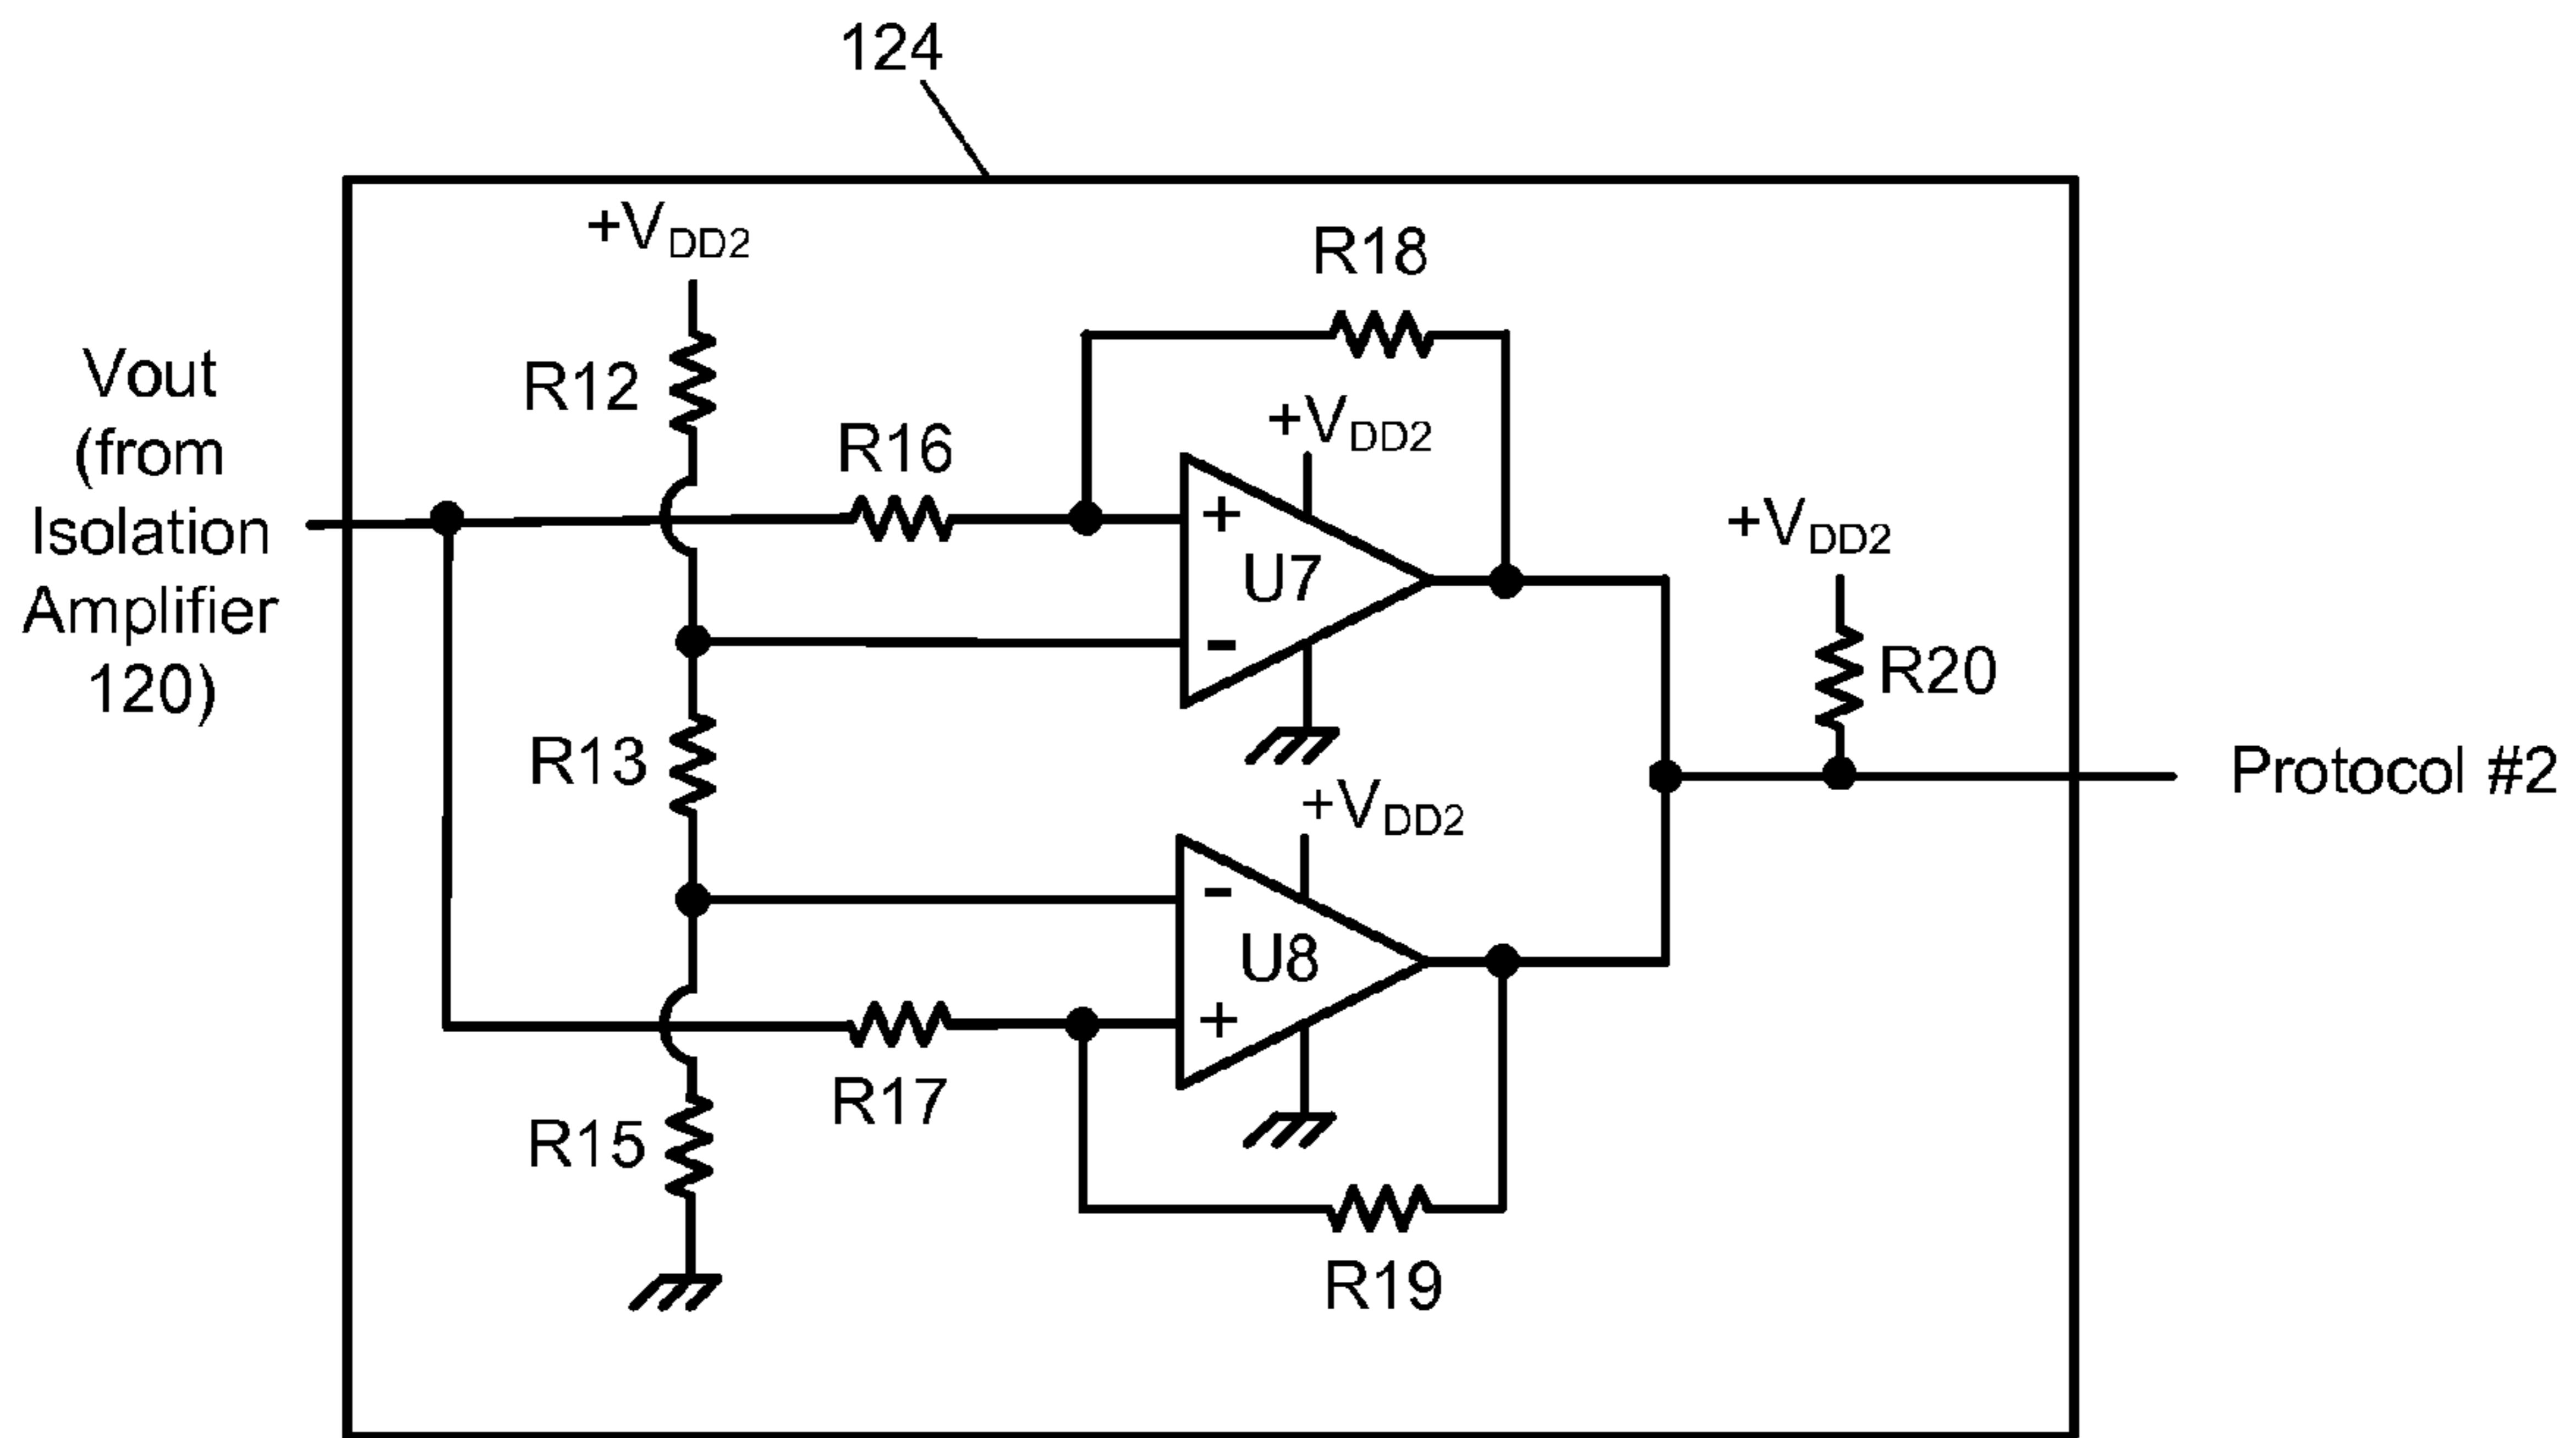 124
+VDD2
R18
Vout
(from
Isolation
Amplifier
120)
R12
R16
+VDD2
+
U7
-
+VDD2
R20
R13
Protocol #2
+VDD2
-
U8
+
R17
R15
R19